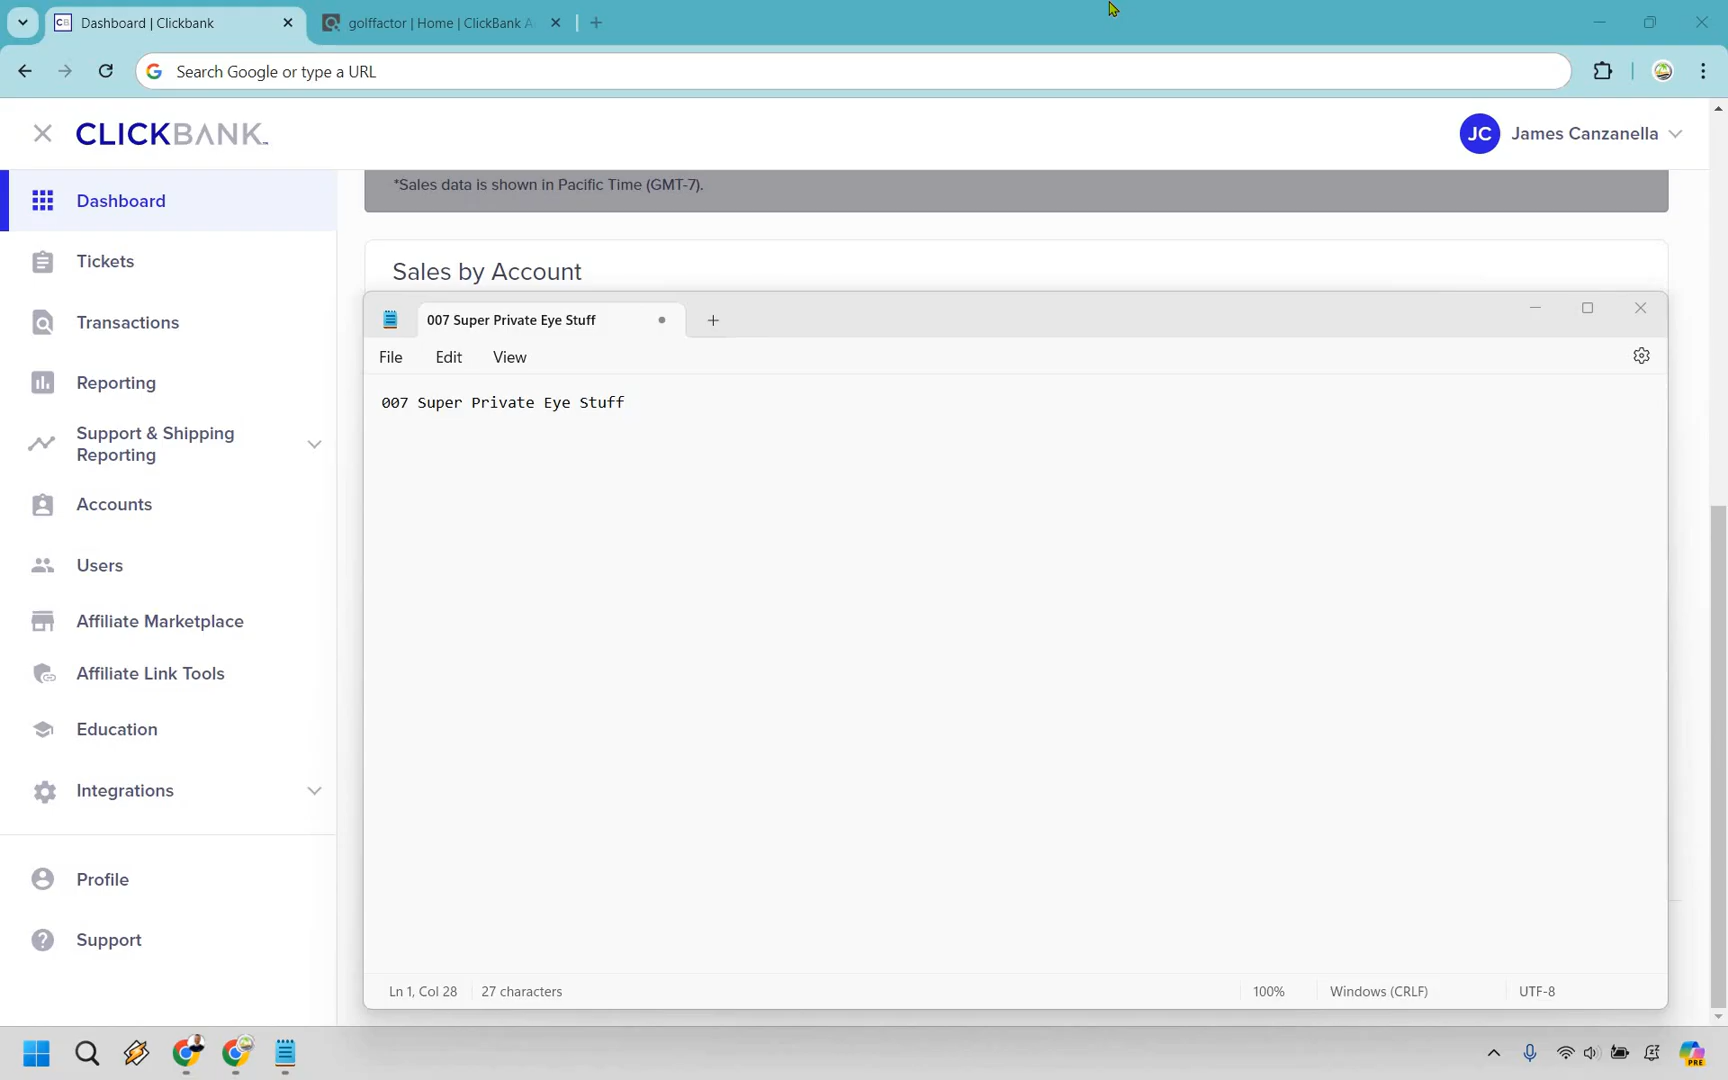 Dashboard | Clickbank
golffactor | Home | ClickBank A
Search Google or type a URL
CLICKBANK
JC James Canzanella
Dashboard
Tickets
Transactions
Reporting
Support & Shipping
Reporting
Accounts
Users
Affiliate Marketplace
Affiliate Link Tools
Education
Integrations
Profile
Support
*Sales data is shown in Pacific Time (GMT-7).
Sales by Account
007 Super Private Eye Stuff
File Edit View
007 Super Private Eye Stuff
Ln 1, Col 28 27 characters 100% Windows (CRLF) UTF-8
PRE